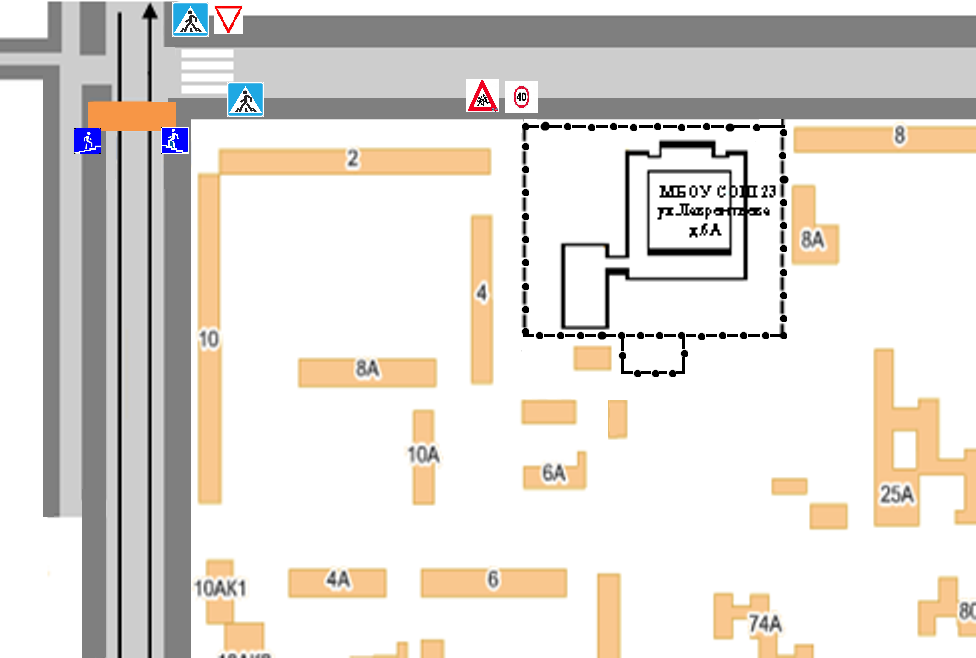 40
8
2
МБОУ СОШ 23
ул.Лаврентьева
д.6А
8А
4
10
8А
10А
6А
25А
10АК1
4А
6
74А
80